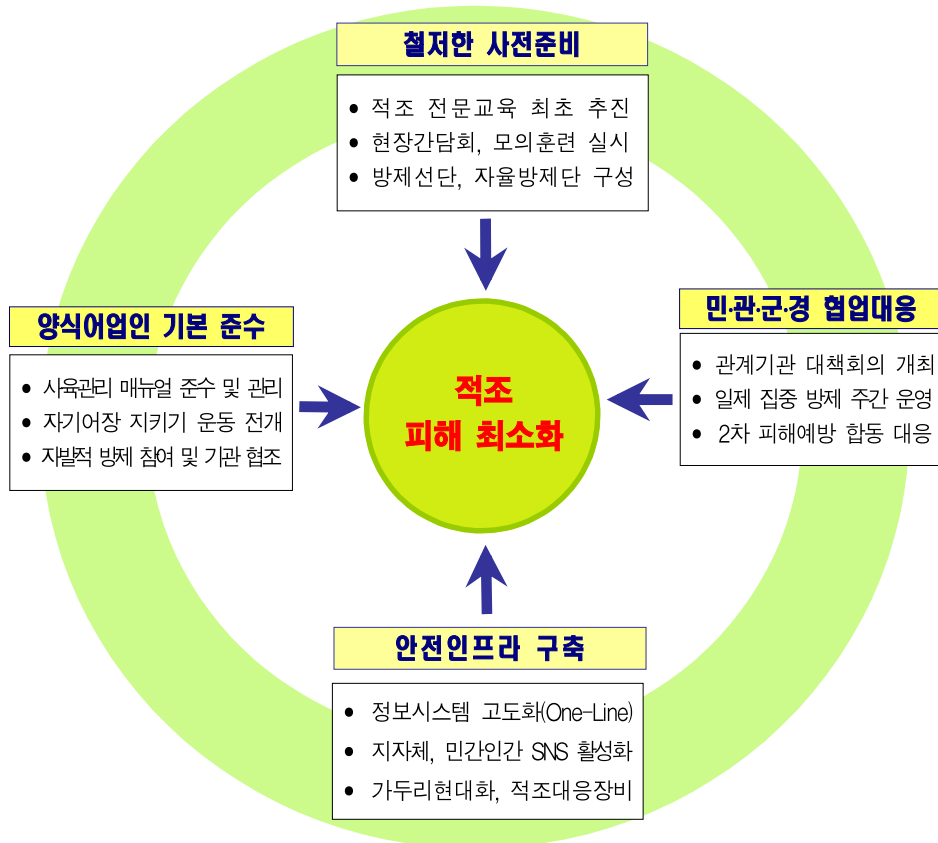 철저한 사전준비
• 적조 전문교육 최초 추진
• 현장간담회, 모의훈련 실시
• 방제선단, 자율방제단 구성
양식어업인 기본 준수
• 사육관리 매뉴얼 준수 및 관리
• 자기어장 지키기 운동 전개
• 자발적 방제 참여 및 기관 협조
적조
피해 최소화
민·관·군·경 협업대응
• 관계기관 대책회의 개최
• 일제 집중 방제 주간 운영
• 2차 피해예방 합동 대응
안전인프라 구축
• 정보시스템 고도화(One-Line)
• 지자체, 민간인간 SNS 활성화
• 가두리현대화, 적조대응장비